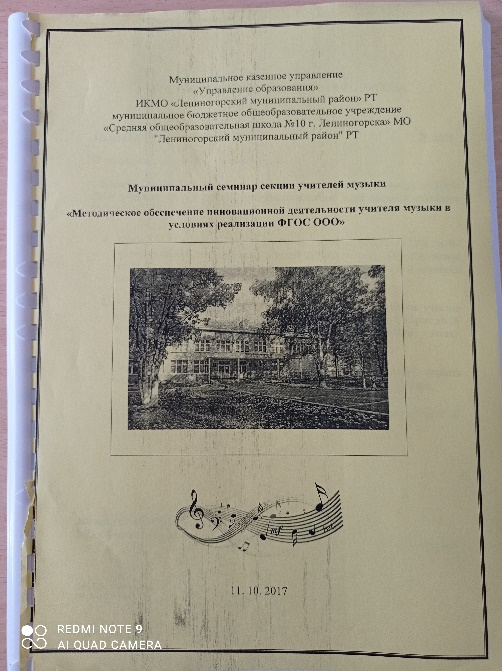 Муниципальное казенное управление
«Управление образования»
ИКМО «Лениногорский муниципальный район» РТ
муниципальное бюджетное общеобразовательное учреждение
«Средняя общеобразовательная школа №10 г. Лениногорска» МО
"Лениногорский муниципальный район" РТ
Муниципальный семинар секции учителей музыки
«Методическое обеспечение инновационной деятельности учителя музыки в
условиях реализации ФГОС ООО»
mf
11. 10. 2017
REDMI NOTE 9
AI QUAD CAMERA